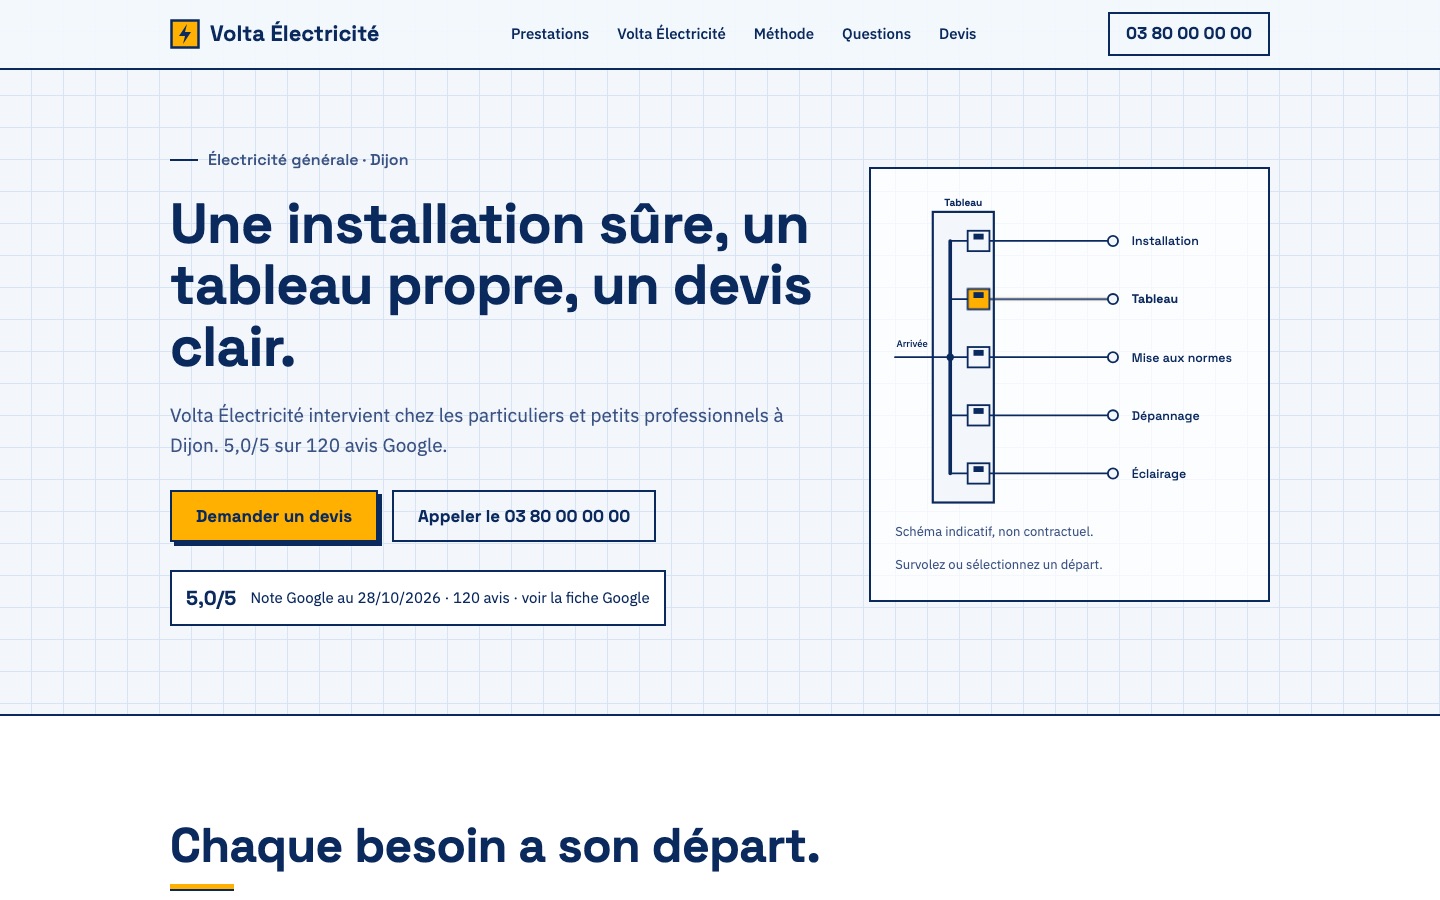 Volta Électricité
Prestations
Volta Électricité
Méthode
Questions
Devis
03 80 00 00 00
Électricité générale · Dijon
Une installation sûre, un
tableau propre, un devis
clair.
Volta Électricité intervient chez les particuliers et petits professionnels à
Dijon. 5,0/5 sur 120 avis Google.
Demander un devis
Appeler le 03 80 00 00 00
5,0/5 Note Google au 28/10/2026 · 120 avis · voir la fiche Google
Tableau
Installation
Tableau
Arrivée
Mise aux normes
Dépannage
Éclairage
Schéma indicatif, non contractuel.
Survolez ou sélectionnez un départ.
Chaque besoin a son départ.